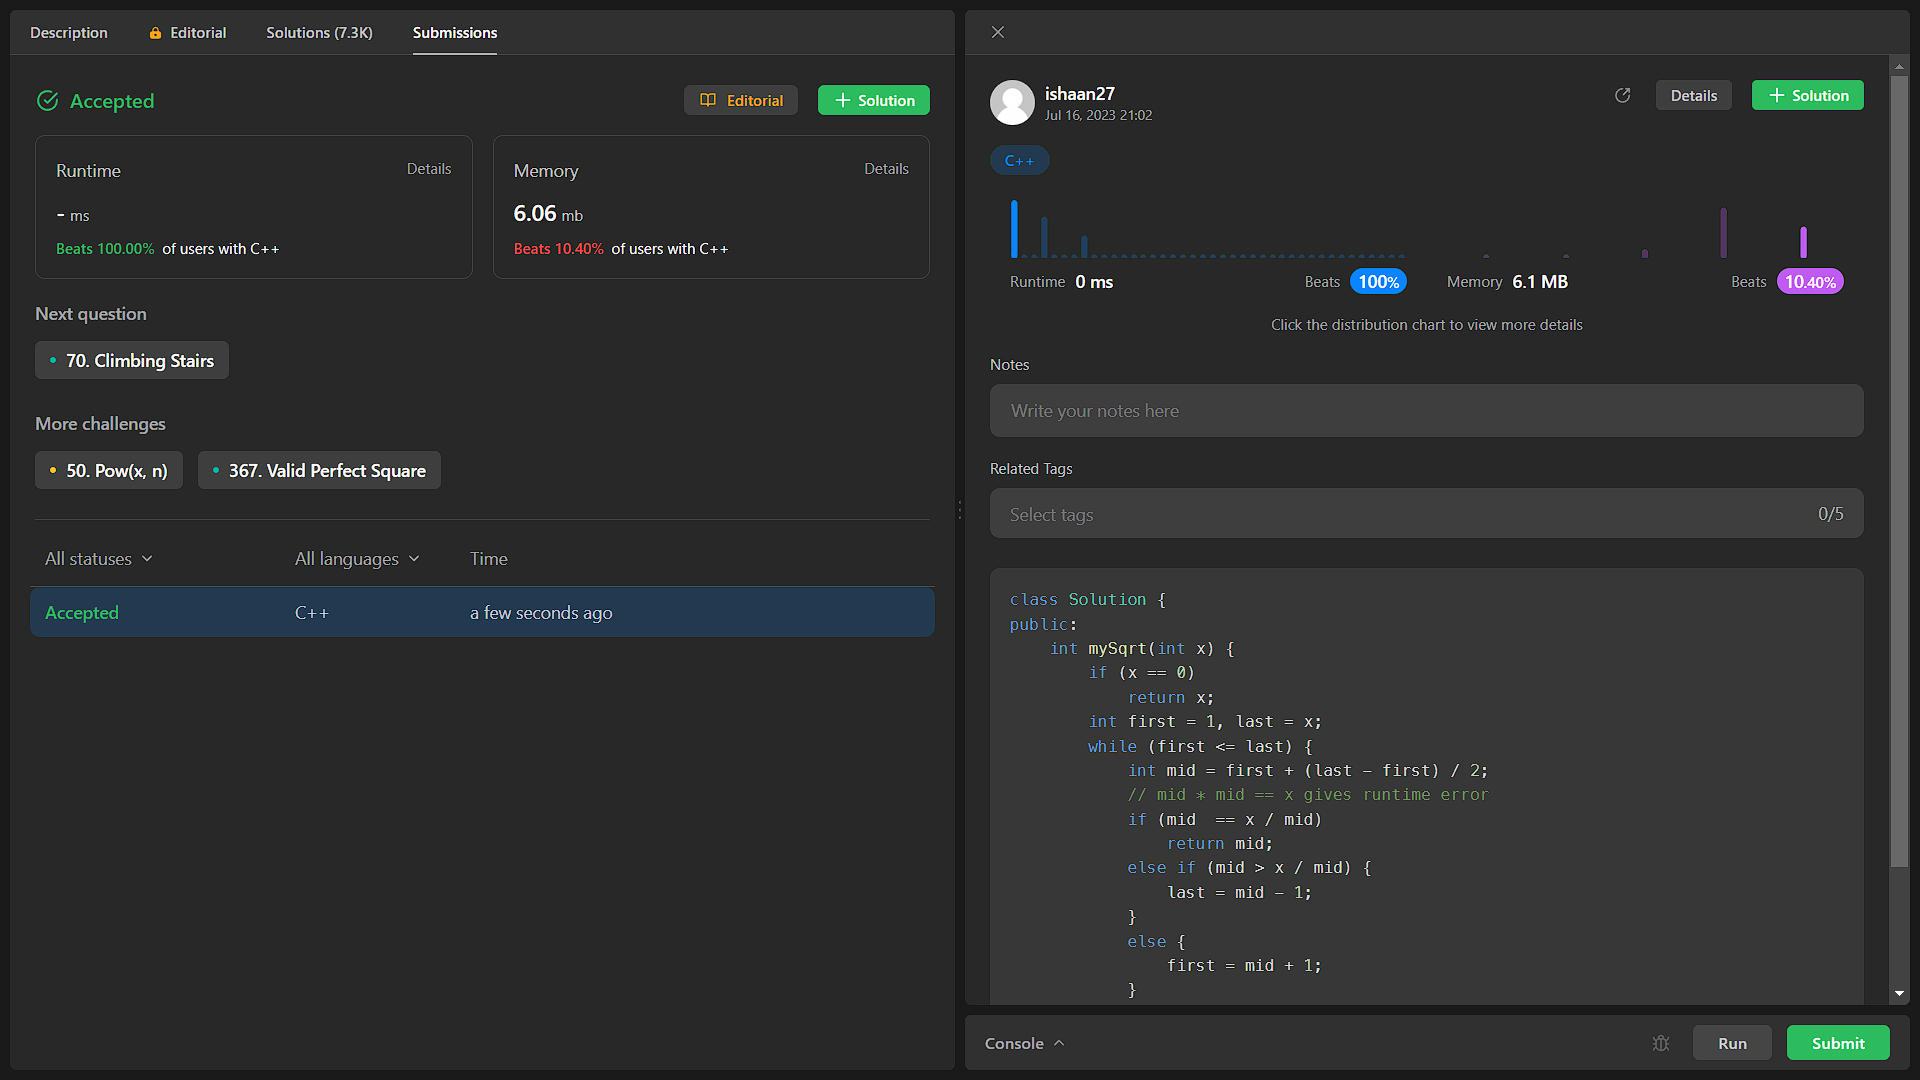 Description
Editorial
Solutions (7.3K)
Submissions
Accepted
Editorial
Solution
Runtime
Details
- ms
Beats 100.00% of users with C++
Memory
Details
6.06 mb
Beats 10.40% of users with C++
Next question
70. Climbing Stairs
More challenges
50. Pow(x, n)
367. Valid Perfect Square
All statuses
All languages
Time
Accepted
C++
a few seconds ago
ishaan27
Jul 16, 2023 21:02
Details
Solution
C++
Runtime 0 ms
Beats 100%
Memory 6.1 MB
Beats 10.40%
Click the distribution chart to view more details
Notes
Write your notes here
Related Tags
Select tags
0/5
class Solution {
public:
    int mySqrt(int x) {
        if (x == 0)
            return x;
        int first = 1, last = x;
        while (first <= last) {
            int mid = first + (last - first) / 2;
            // mid * mid == x gives runtime error
            if (mid  == x / mid)
                return mid;
            else if (mid > x / mid) {
                last = mid - 1;
            }
            else {
                first = mid + 1;
            }
Console
Run
Submit